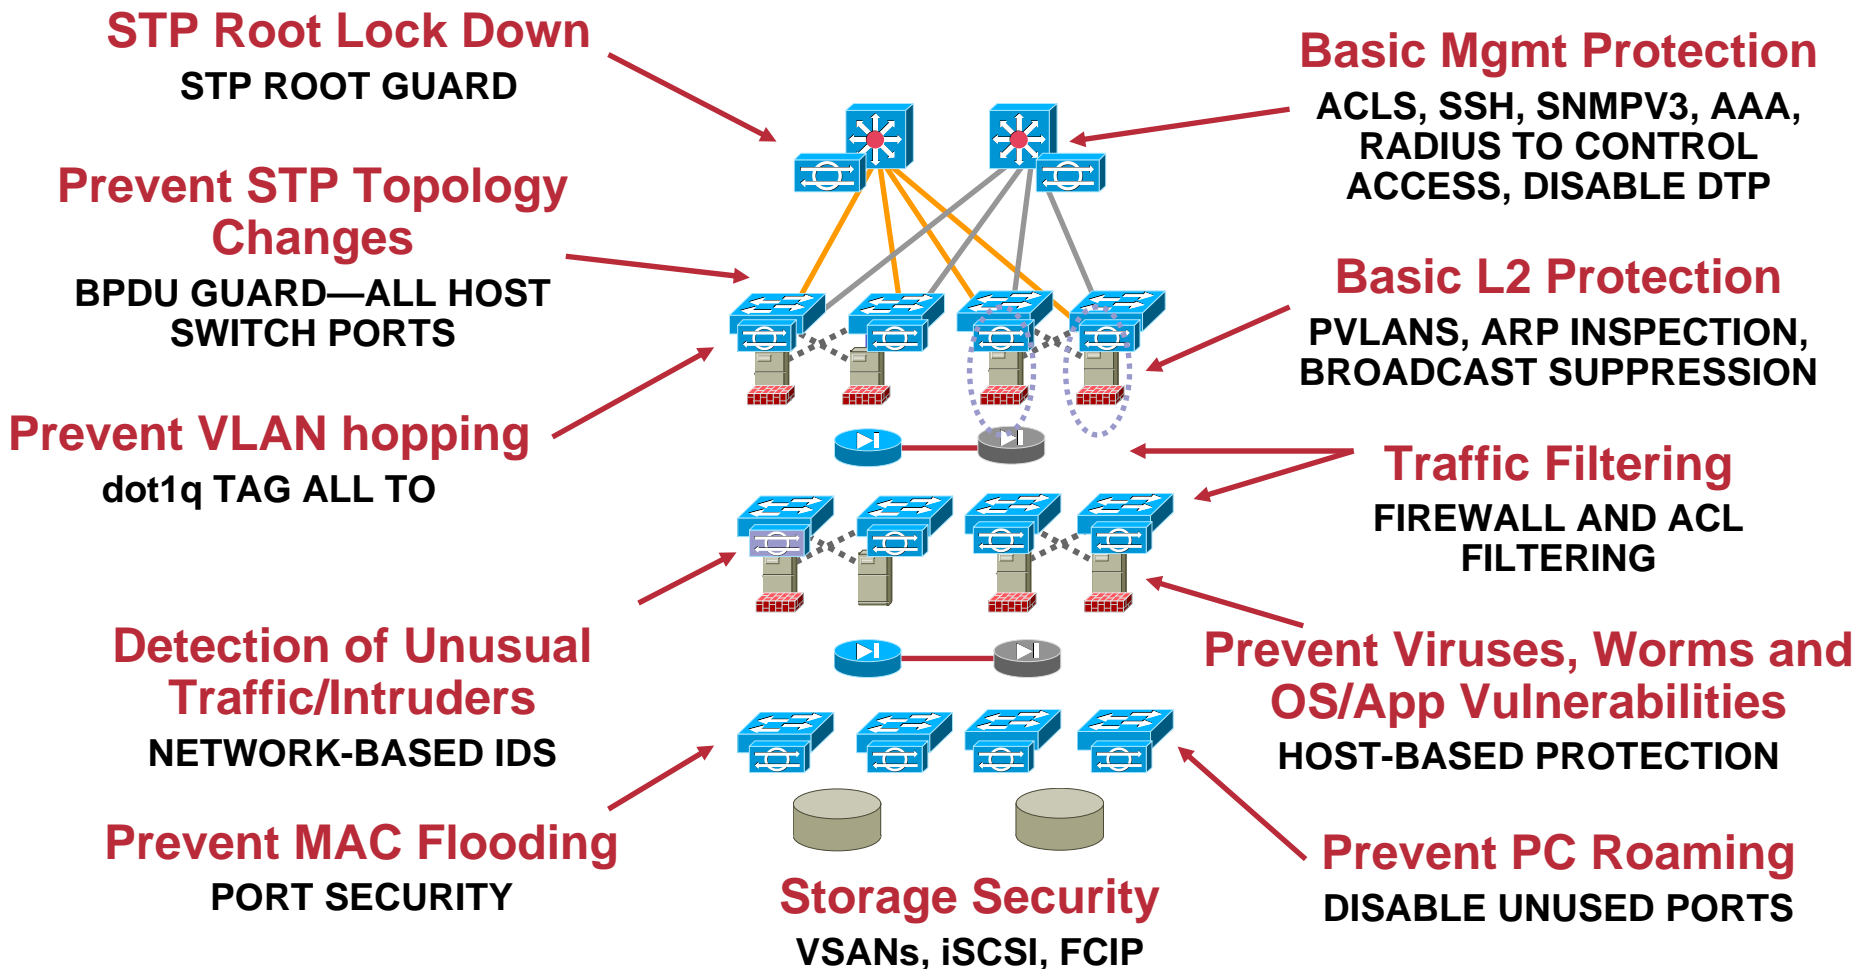 STP Root Lock Down
STP ROOT GUARD
Prevent STP Topology
Changes
BPDU GUARD—ALL HOST
SWITCH PORTS
Prevent VLAN hopping
dot1q TAG ALL TO
Detection of Unusual
Traffic/Intruders
NETWORK-BASED IDS
Prevent MAC Flooding
PORT SECURITY
Storage Security
VSANs, iSCSI, FCIP
Basic Mgmt Protection
ACLS, SSH, SNMPV3, AAA,
RADIUS TO CONTROL
ACCESS, DISABLE DTP
Basic L2 Protection
PVLANS, ARP INSPECTION,
BROADCAST SUPPRESSION
Traffic Filtering
FIREWALL AND ACL
FILTERING
Prevent Viruses, Worms and
OS/App Vulnerabilities
HOST-BASED PROTECTION
Prevent PC Roaming
DISABLE UNUSED PORTS